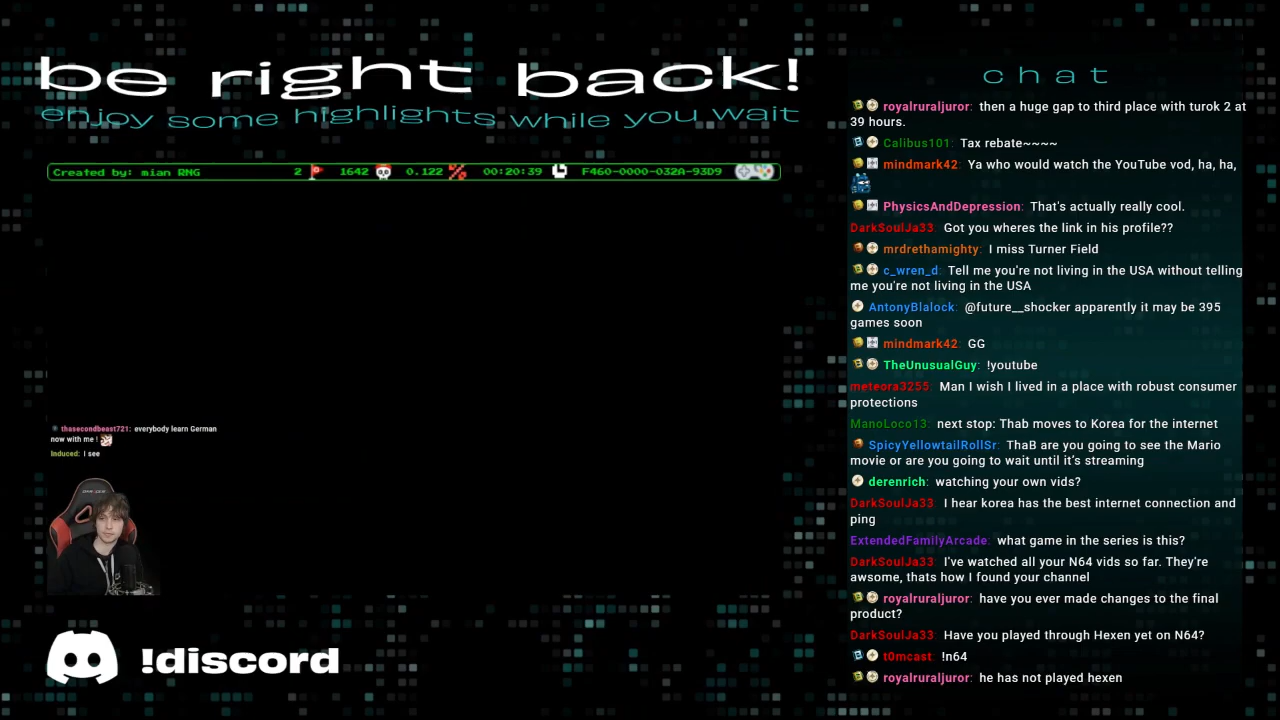 be right back!
enjoy some highlights while you wait
Created by: mian RNG 2 1642 0.122 00:20:39 F460-0000-032A-93D9
thasecondbeast721: everybody learn German
now with me !
Induced: I see
!discord
chat
royalruraljuror: then a huge gap to third place with turok 2 at
39 hours.
Calibus101: Tax rebate~~~~
mindmark42: Ya who would watch the YouTube vod, ha, ha,
PhysicsAndDepression: That's actually really cool.
DarkSoulJa33: Got you wheres the link in his profile??
mrdrethamighty: I miss Turner Field
c_wren_d: Tell me you're not living in the USA without telling
me you're not living in the USA
AntonyBlalock: @future__shocker apparently it may be 395
games soon
mindmark42: GG
TheUnusualGuy: !youtube
meteora3255: Man I wish I lived in a place with robust consumer
protections
ManoLoco13: next stop: Thab moves to Korea for the internet
SpicyYellowtailRollSr: ThaB are you going to see the Mario
movie or are you going to wait until it's streaming
derenrich: watching your own vids?
DarkSoulJa33: I hear korea has the best internet connection and
ping
ExtendedFamilyArcade: what game in the series is this?
DarkSoulJa33: I've watched all your N64 vids so far. They're
awsome, thats how I found your channel
royalruraljuror: have you ever made changes to the final
product?
DarkSoulJa33: Have you played through Hexen yet on N64?
t0mcast: !n64
royalruraljuror: he has not played hexen